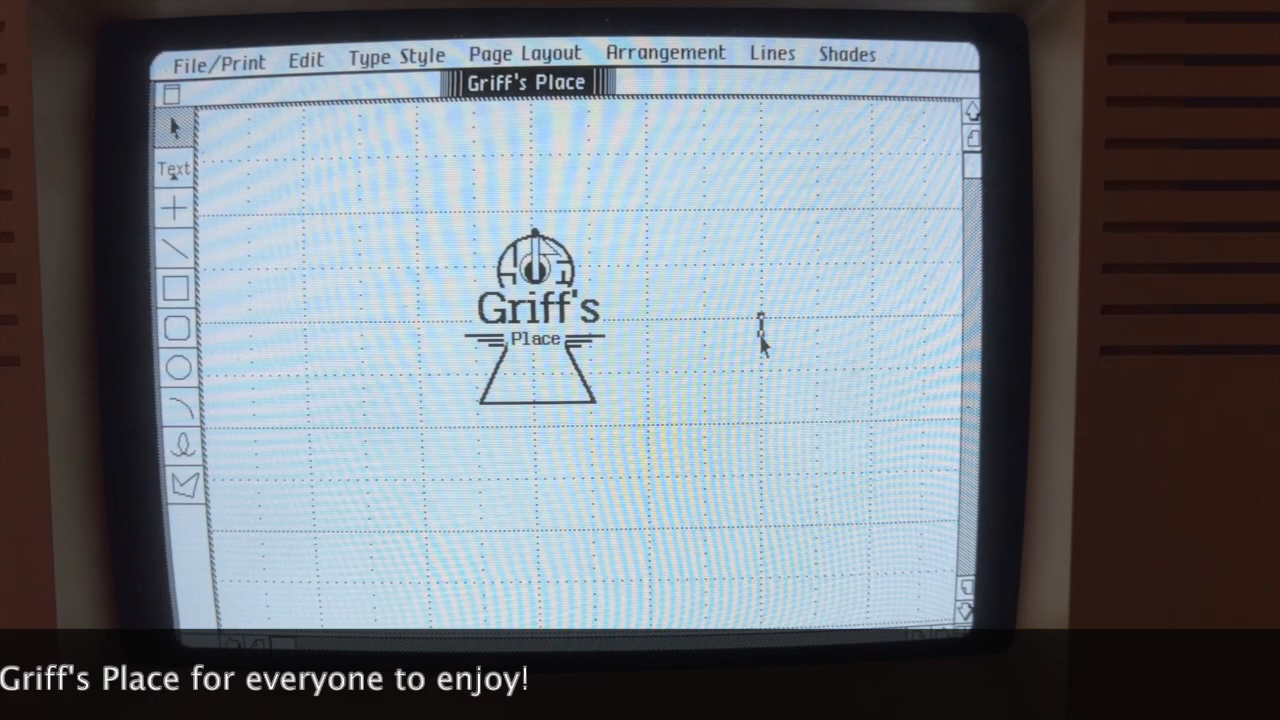 File/Print Edit Type Style Page Layout Arrangement Lines Shades
Griff's Place
Text
Griff's
Place
Griff's Place for everyone to enjoy!